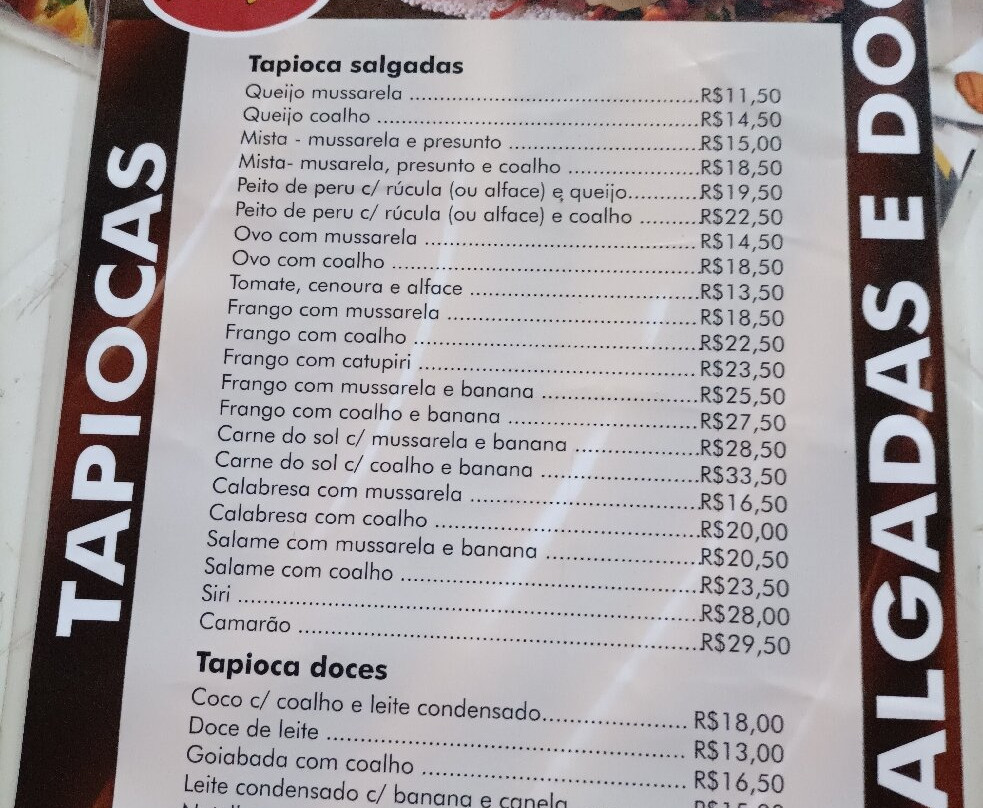 Tapioca salgadas
Queijo mussarela ........ R$11,50
Queijo coalho ........ R$14,50
Mista - mussarela e presunto ........ R$15,00
Mista- musarela, presunto e coalho ........ R$18,50
Peito de peru c/ rúcula (ou alface) e queijo........ R$19,50
Peito de peru c/ rúcula (ou alface) e coalho ........ R$22,50
Ovo com mussarela ........ R$14,50
Ovo com coalho ........ R$18,50
Tomate, cenoura e alface ........ R$13,50
Frango com mussarela ........ R$18,50
Frango com coalho ........ R$22,50
Frango com catupiri ........ R$23,50
Frango com mussarela e banana ........ R$25,50
Frango com coalho e banana ........ R$27,50
Carne do sol c/ mussarela e banana ........ R$28,50
Carne do sol c/ coalho e banana ........ R$33,50
Calabresa com mussarela ........ R$16,50
Calabresa com coalho ........ R$20,00
Salame com mussarela e banana ........ R$20,50
Salame com coalho ........ R$23,50
Siri ........ R$28,00
Camarão ........ R$29,50
Tapioca doces
Coco c/ coalho e leite condensado........ R$18,00
Doce de leite ........ R$13,00
Goiabada com coalho ........ R$16,50
Leite condensado c/ banana e canela
TAPIOCAS
ALGADAS E DO